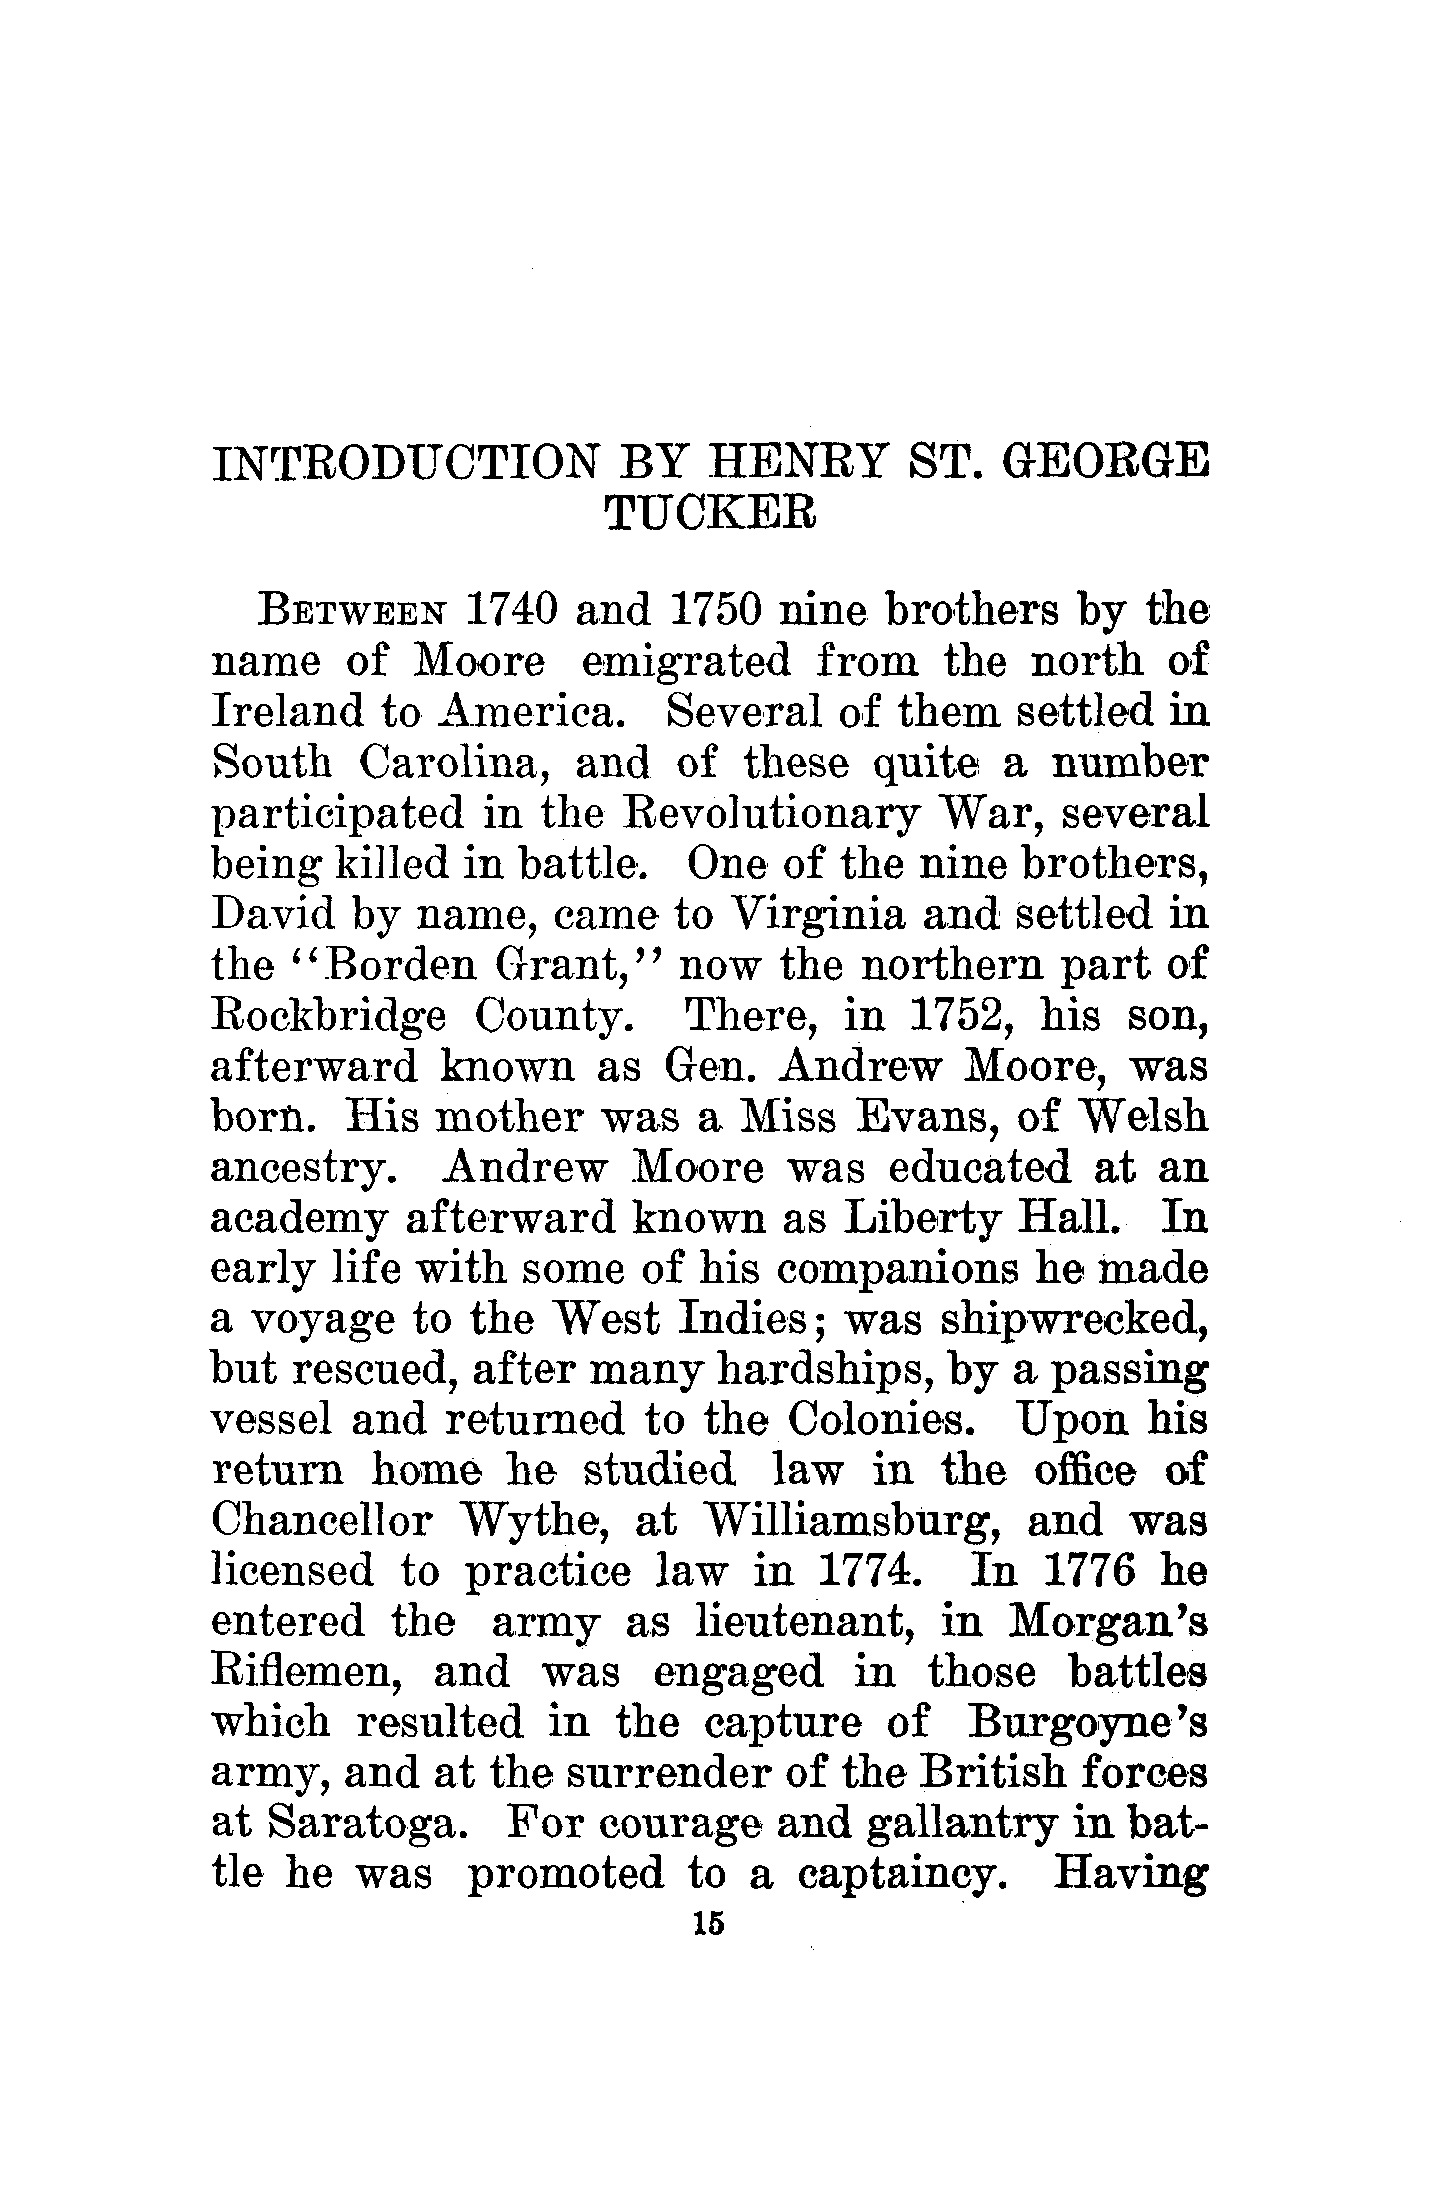 INTRODUCTION BY HENRY ST. GEORGE
TUCKER
BETWEEN 1740 and 1750 nine brothers by the
name of Moore emigrated from the north of
Ireland to America. Several of them settled in
South Carolina, and of these quite a number
participated in the Revolutionary War, several
being killed in battle. One of the nine brothers,
David by name, came to Virginia and settled in
the "Borden Grant," now the northern part of
Rockbridge County. There, in 1752, his son,
afterward known as Gen. Andrew Moore, was
born. His mother was a Miss Evans, of Welsh
ancestry. Andrew Moore was educated at an
academy afterward known as Liberty Hall. In
early life with some of his companions he made
a voyage to the West Indies; was shipwrecked,
but rescued, after many hardships, by a passing
vessel and returned to the Colonies. Upon his
return home he studied law in the office of
Chancellor Wythe, at Williamsburg, and was
licensed to practice law in 1774. In 1776 he
entered the army as lieutenant, in Morgan's
Riflemen, and was engaged in those battles
which resulted in the capture of Burgoyne's
army, and at the surrender of the British forces
at Saratoga. For courage and gallantry in bat-
tle he was promoted to a captaincy. Having
15